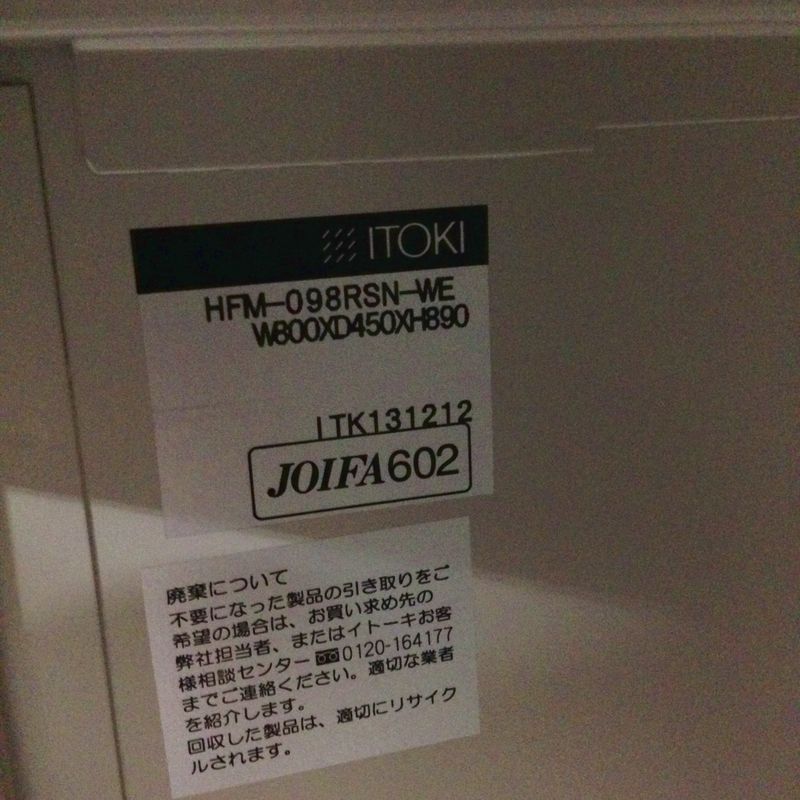 ITOKI
HFM-098RSN-WE
W800XD450XH890
ITK131212
JOIFA602
廃棄について
不要になった製品の引き取りをご
希望の場合は、お買い求め先の
弊社担当者、またはイトーキお客
様相談センター 0120-164177
までご連絡ください。適切な業者
を紹介します。
回収した製品は、適切にリサイク
ルされます。